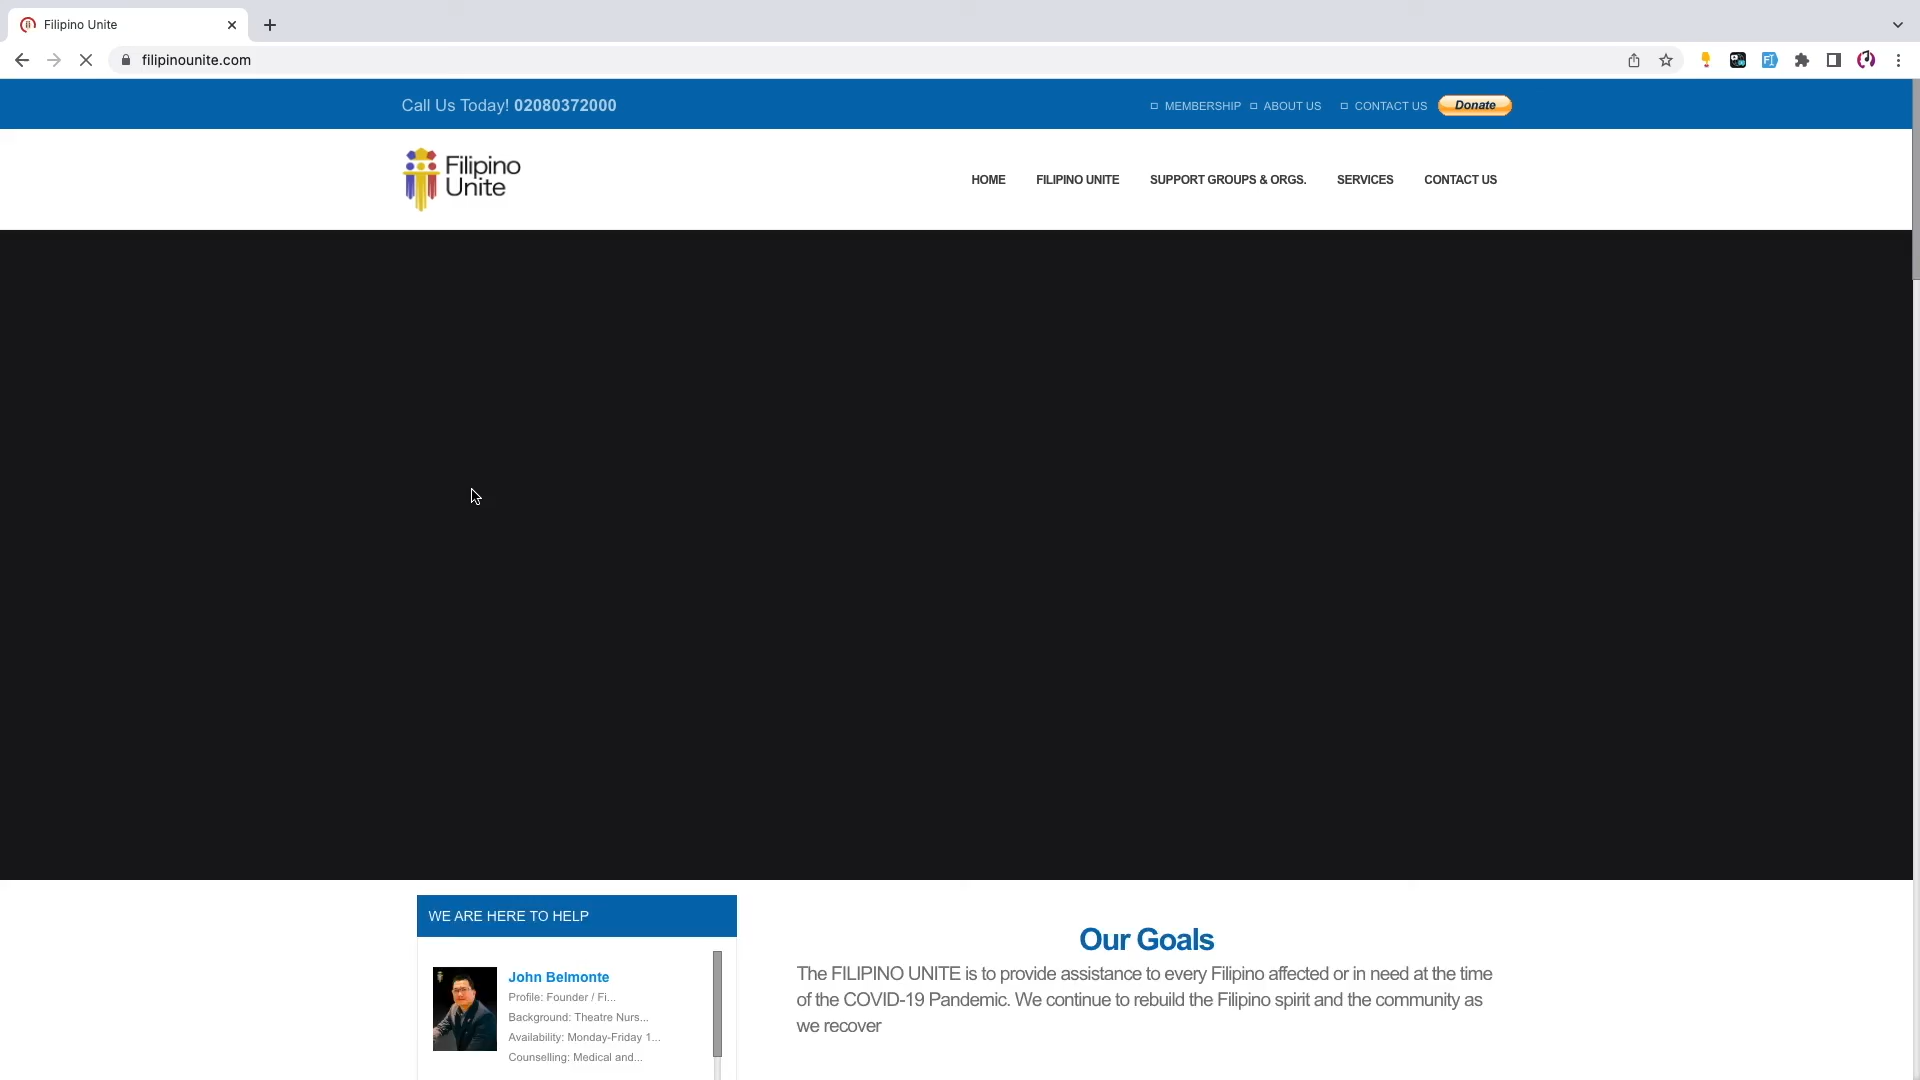 Filipino Unite
filipinounite.com
Call Us Today! 02080372000
MEMBERSHIP
ABOUT US
CONTACT US
Donate
Filipino
Unite
HOME
FILIPINO UNITE
SUPPORT GROUPS & ORGS.
SERVICES
CONTACT US
WE ARE HERE TO HELP
John Belmonte
Profile: Founder / Fi...
Background: Theatre Nurs...
Availability: Monday-Friday 1...
Counselling: Medical and...
Our Goals
The FILIPINO UNITE is to provide assistance to every Filipino affected or in need at the time
of the COVID-19 Pandemic. We continue to rebuild the Filipino spirit and the community as
we recover